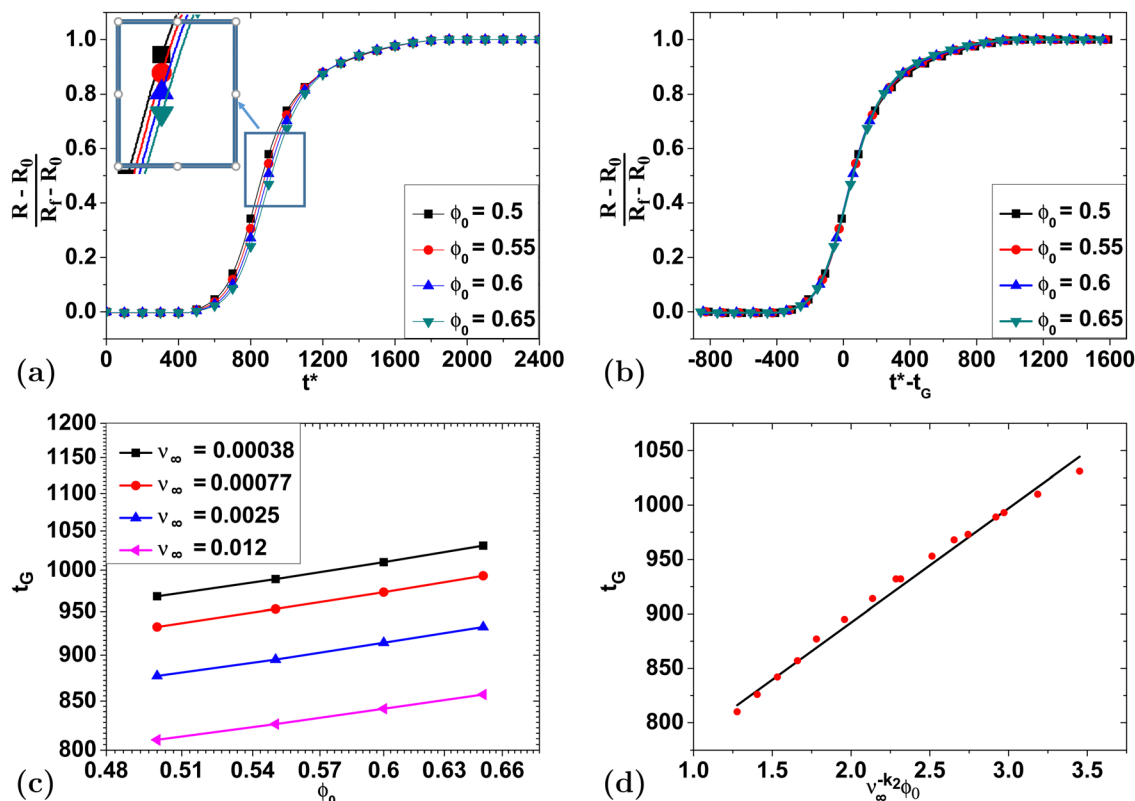 R - R0
Rf - R0
1.0
0.8
0.6
0.4
0.2
0.0
ϕ0 = 0.5
ϕ0 = 0.55
ϕ0 = 0.6
ϕ0 = 0.65
0 400 800 1200 1600 2000 2400
t*
(a)
R - R0
Rf - R0
1.0
0.8
0.6
0.4
0.2
0.0
ϕ0 = 0.5
ϕ0 = 0.55
ϕ0 = 0.6
ϕ0 = 0.65
-800 -400 0 400 800 1200 1600
t*-tG
(b)
tG
1200
1150
1100
1050
1000
950
900
850
800
ν∞ = 0.00038
ν∞ = 0.00077
ν∞ = 0.0025
ν∞ = 0.012
0.48 0.51 0.54 0.57 0.6 0.63 0.66
ϕ0
(c)
tG
1050
1000
950
900
850
800
1.0 1.5 2.0 2.5 3.0 3.5
ν∞^-k2 ϕ0
(d)